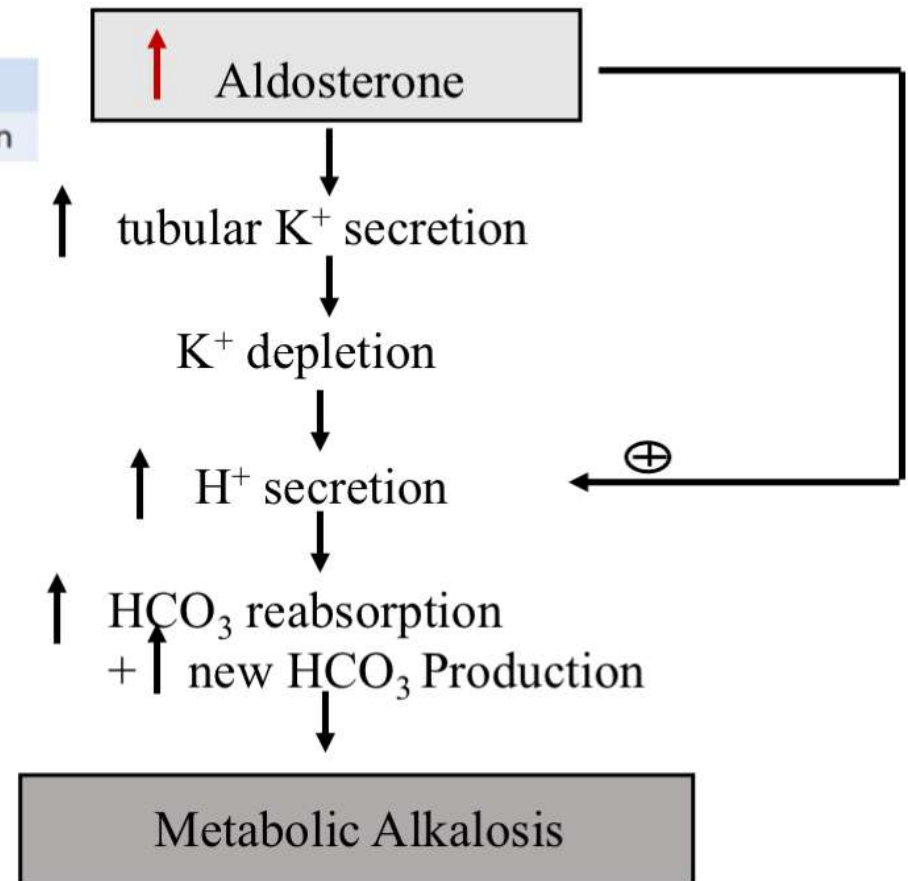 ↑ Aldosterone
n
↑ tubular K⁺ secretion
K⁺ depletion
⊕
↑ H⁺ secretion
↑ HCO₃ reabsorption
+ ↑ new HCO₃ Production
Metabolic Alkalosis